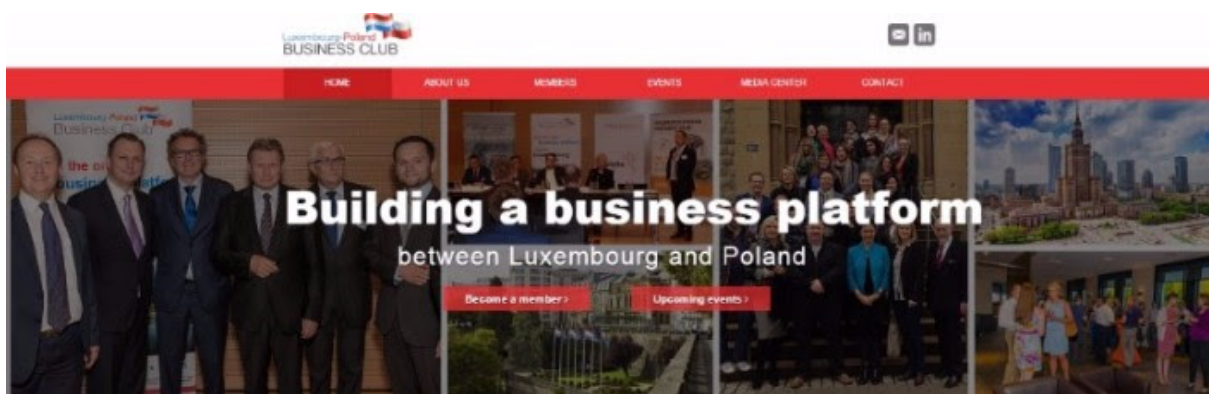 Luxembourg-Poland
BUSINESS CLUB
in
HOME ABOUT US MEMBERS EVENTS MEDIA CENTER CONTACT
Luxembourg-Poland
Business Club
Building a business platform
between Luxembourg and Poland
Become a member >
Upcoming events >